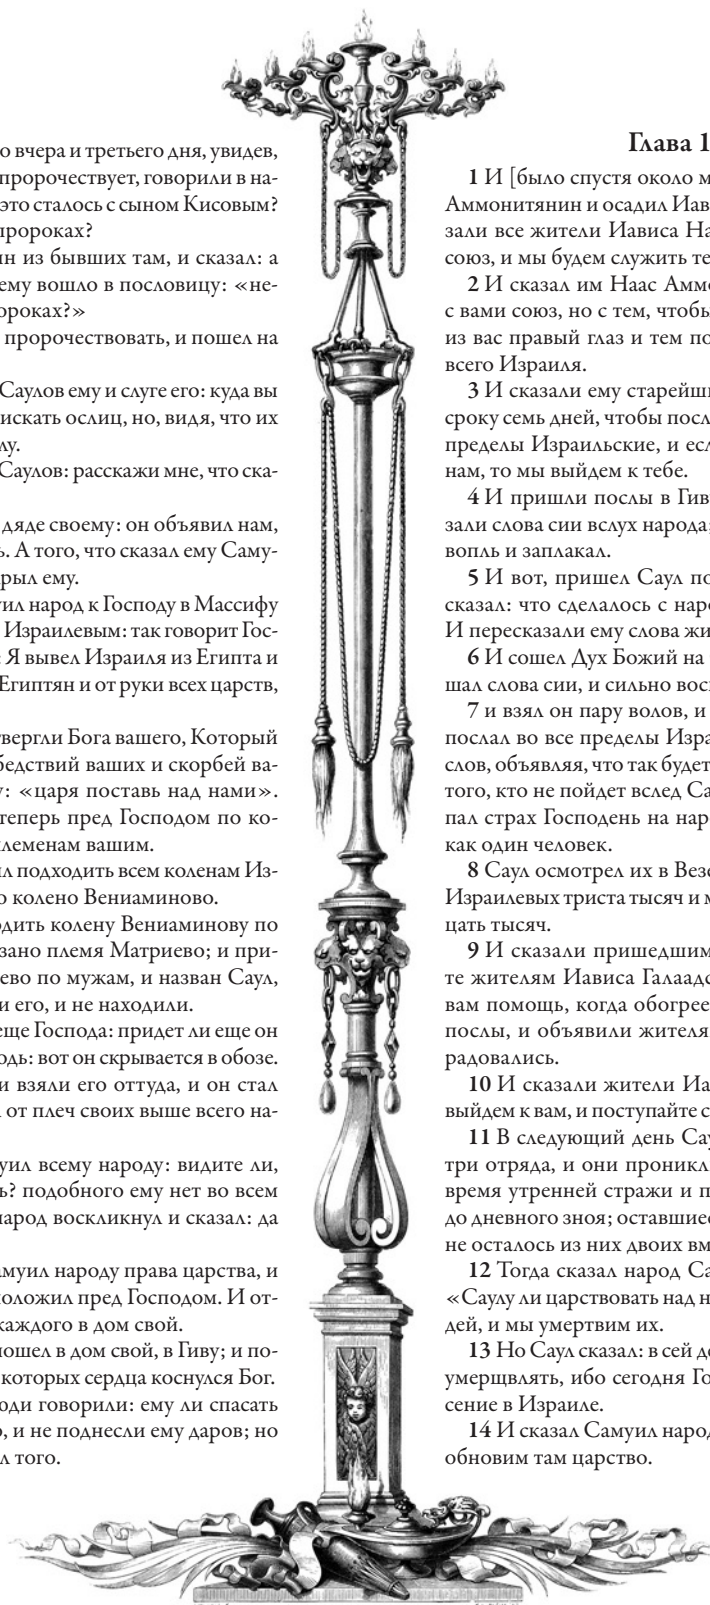 о вчера и третьего дня, увидев,
пророчествует, говорили в на-
это сталось с сыном Кисовым?
пророках?
ин из бывших там, и сказал: а
ему вошло в пословицу: «не-
ороках?»
пророчествовать, и пошел на
Саулов ему и слуге его: куда вы
искать ослиц, но, видя, что их
лу.
Саулов: расскажи мне, что ска-
дяде своему: он объявил нам,
ь. А того, что сказал ему Саму-
рыл ему.
уил народ к Господу в Массифу
Израилевым: так говорит Гос-
Я вывел Израиля из Египта и
Египтян и от руки всех царств,
вергли Бога вашего, Который
бедствий ваших и скорбей ва-
у: «царя поставь над нами».
теперь пред Господом по ко-
племенам вашим.
ил подходить всем коленам Из-
о колено Вениаминово.
одить колену Вениаминову по
зано племя Матриево; и при-
ево по мужам, и назван Саул,
и его, и не находили.
еще Господа: придет ли еще он
одь: вот он скрывается в обозе.
и взяли его оттуда, и он стал
от плеч своих выше всего на-
уил всему народу: видите ли,
ь? подобного ему нет во всем
народ воскликнул и сказал: да
амуил народу права царства, и
положил пред Господом. И от-
каждого в дом свой.
пошел в дом свой, в Гиву; и по-
которых сердца коснулся Бог.
юди говорили: ему ли спасать
о, и не поднесли ему даров; но
л того.
Глава 1
1 И [было спустя около м
Аммонитянин и осадил Иав
зали все жители Иависа На
союз, и мы будем служить те
2 И сказал им Наас Аммо
с вами союз, но с тем, чтобы
из вас правый глаз и тем по
всего Израиля.
3 И сказали ему старейши
сроку семь дней, чтобы посл
пределы Израильские, и есл
нам, то мы выйдем к тебе.
4 И пришли послы в Гив
зали слова сии вслух народа;
вопль и заплакал.
5 И вот, пришел Саул по
сказал: что сделалось с наро
И пересказали ему слова жи
6 И сошел Дух Божий на
шал слова сии, и сильно вос
7 и взял он пару волов, и
послал во все пределы Изра
слов, объявляя, что так будет
того, кто не пойдет вслед Са
пал страх Господень на нар
как один человек.
8 Саул осмотрел их в Везе
Израилевых триста тысяч и м
цать тысяч.
9 И сказали пришедшим
те жителям Иависа Галаадс
вам помощь, когда обогрее
послы, и объявили жителя
радовались.
10 И сказали жители Иа
выйдем к вам, и поступайте с
11 В следующий день Сау
три отряда, и они проникл
время утренней стражи и п
до дневного зноя; оставшиес
не осталось из них двоих вм
12 Тогда сказал народ Са
«Саулу ли царствовать над н
дей, и мы умертвим их.
13 Но Саул сказал: в сей д
умерщвлять, ибо сегодня Го
сение в Израиле.
14 И сказал Самуил народ
обновим там царство.